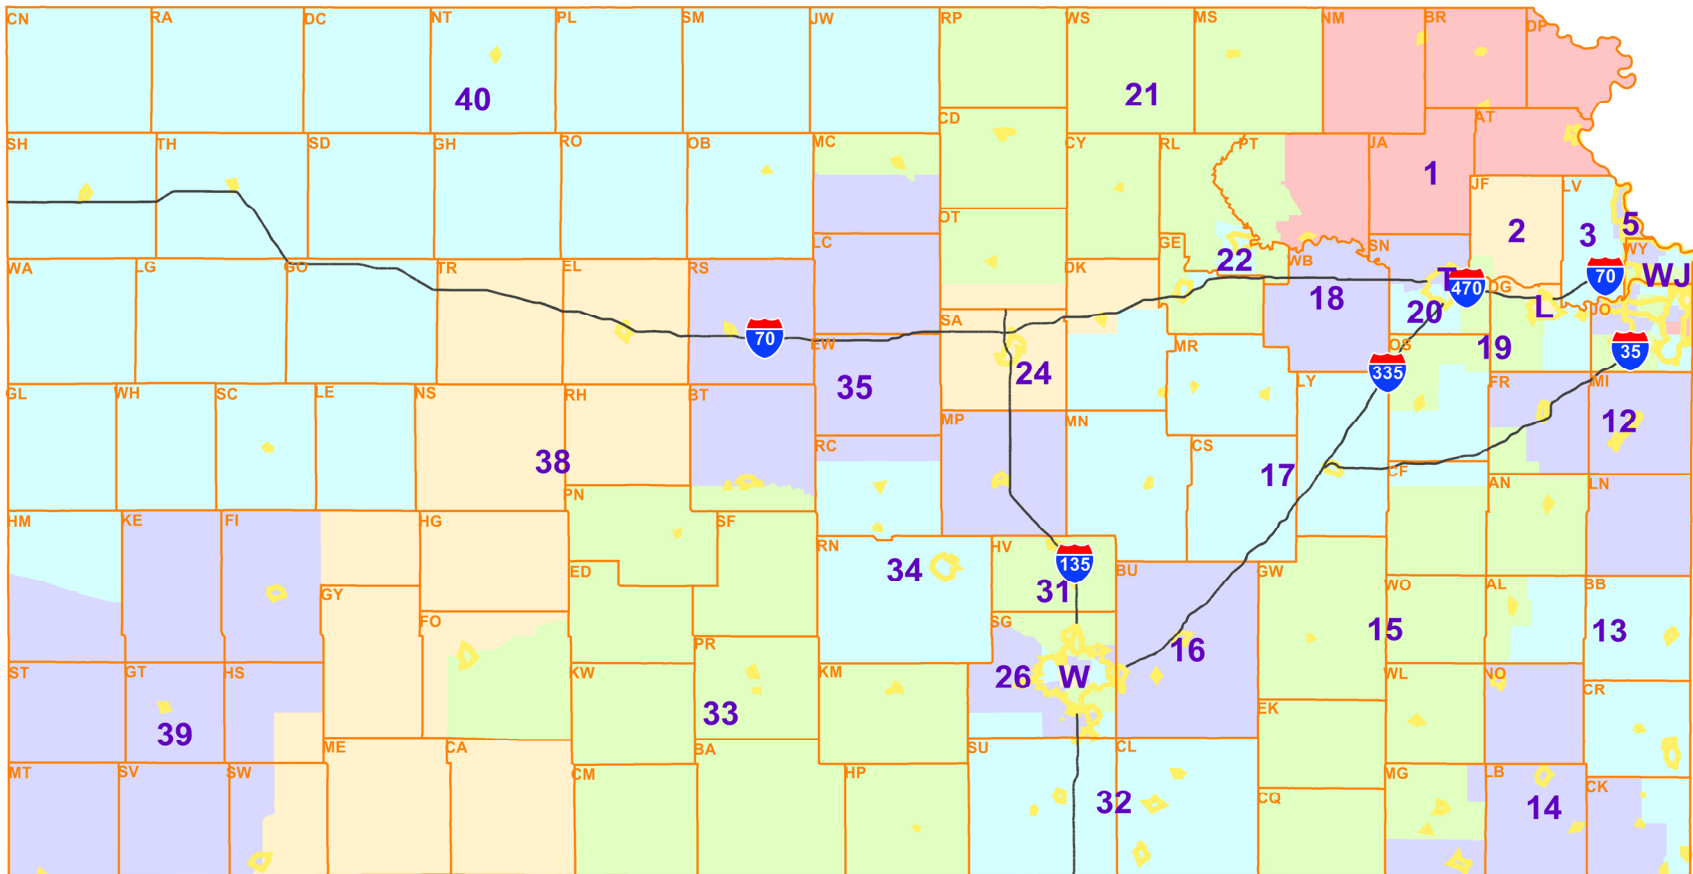 CN RA DC NT PL SM JW RP WS MS NM BR DP
40 21
CD AT
SH TH SD GH RO OB MC CY RL PT JA
1
JF LV
OT 2 3 5
LC GE SN WY
WA LG GO TR EL RS DK 22 WB T WJ
70 470 DG
18 20 L JO
SA
EW MR OS 19 35
35 24 335
GL WH SC LE NS RH BT LY FR MI
MP MN 12
38 RC CS 17
CF
PN AN LN
HM KE FI HG SF
RN HV
34 135
ED BU GW
GY 31 WO AL BB
FO SG 15 13
PR 16
ST GT HS KW KM 26 W WL NO
CR
33 EK
39
ME CA BA SU CL
MT SV SW CM HP MG LB
CK
32 CQ 14